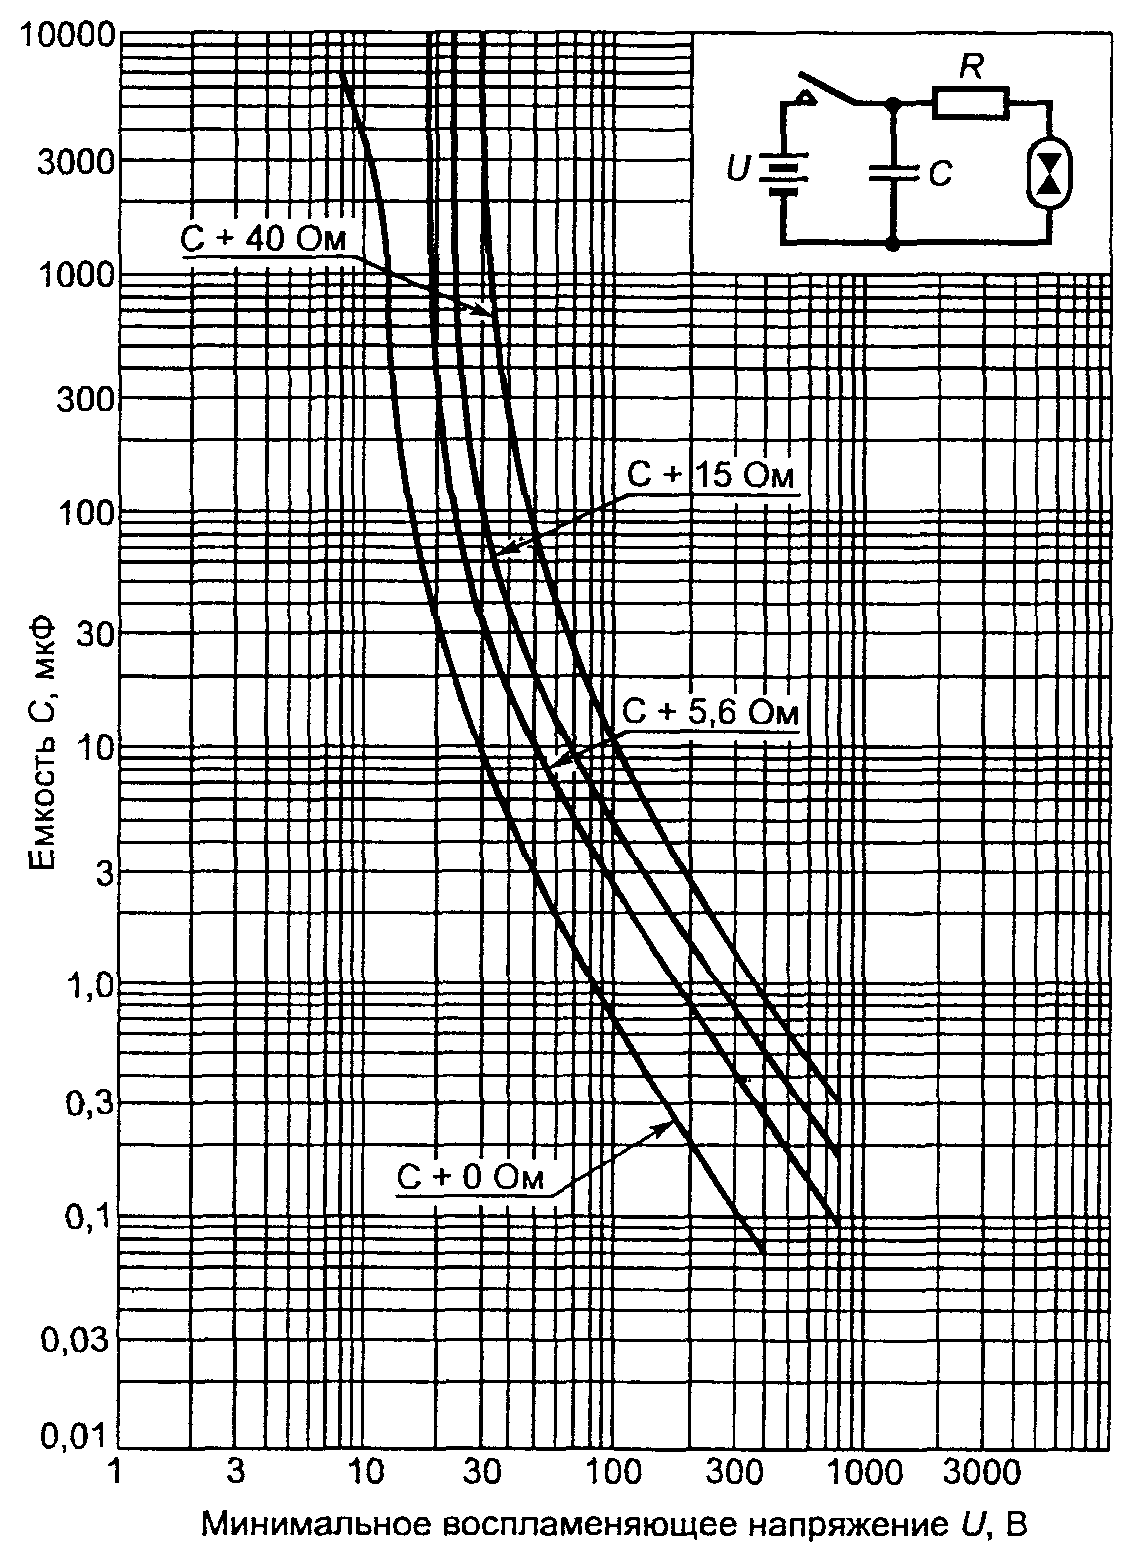 10000
3000
1000
300
100
30
10
3
1,0
0,3
0,1
0,03
0,01
Емкость С, мкФ
R
U
C
С + 40 Ом
С + 15 Ом
С + 5,6 Ом
С + 0 Ом
1 3 10 30 100 300 1000 3000
Минимальное воспламеняющее напряжение U, В